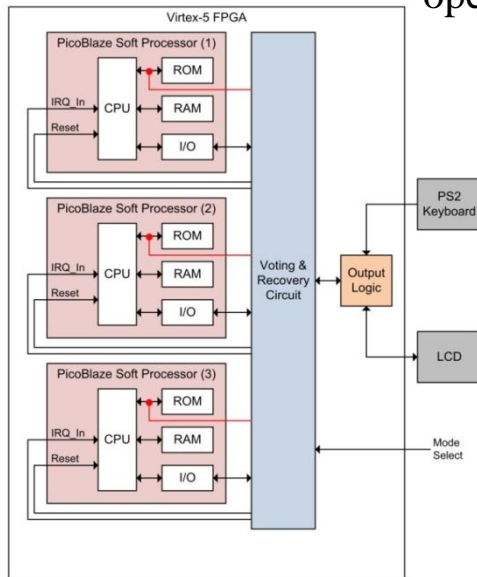 Virtex-5 FPGA
PicoBlaze Soft Processor (1)
IRQ_In
Reset
CPU
ROM
RAM
I/O
PicoBlaze Soft Processor (2)
IRQ_In
Reset
CPU
ROM
RAM
I/O
PicoBlaze Soft Processor (3)
IRQ_In
Reset
CPU
ROM
RAM
I/O
Voting &
Recovery
Circuit
Output
Logic
PS2
Keyboard
LCD
Mode
Select